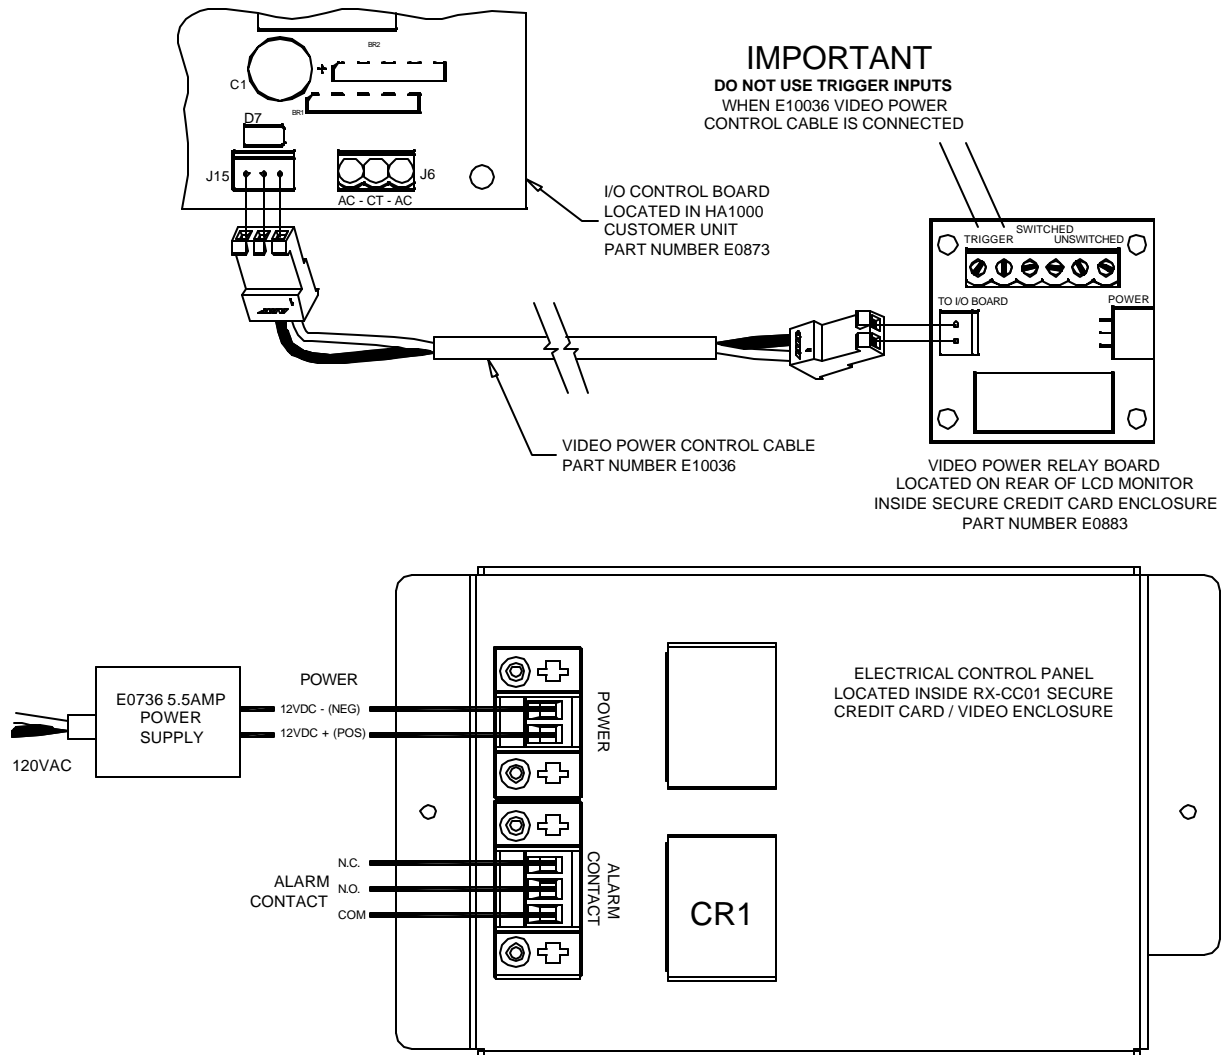 BR2
C1
+
BR1
D7
J15
J6
AC - CT - AC
I/O CONTROL BOARD
LOCATED IN HA1000
CUSTOMER UNIT
PART NUMBER E0873
IMPORTANT
DO NOT USE TRIGGER INPUTS
WHEN E10036 VIDEO POWER
CONTROL CABLE IS CONNECTED
SWITCHED
TRIGGER
UNSWITCHED
TO I/O BOARD
POWER
VIDEO POWER CONTROL CABLE
PART NUMBER E10036
VIDEO POWER RELAY BOARD
LOCATED ON REAR OF LCD MONITOR
INSIDE SECURE CREDIT CARD ENCLOSURE
PART NUMBER E0883
E0736 5.5AMP
POWER
SUPPLY
120VAC
POWER
12VDC - (NEG)
12VDC + (POS)
POWER
ELECTRICAL CONTROL PANEL
LOCATED INSIDE RX-CC01 SECURE
CREDIT CARD / VIDEO ENCLOSURE
ALARM
CONTACT
N.C.
N.O.
COM
ALARM
CONTACT
CR1